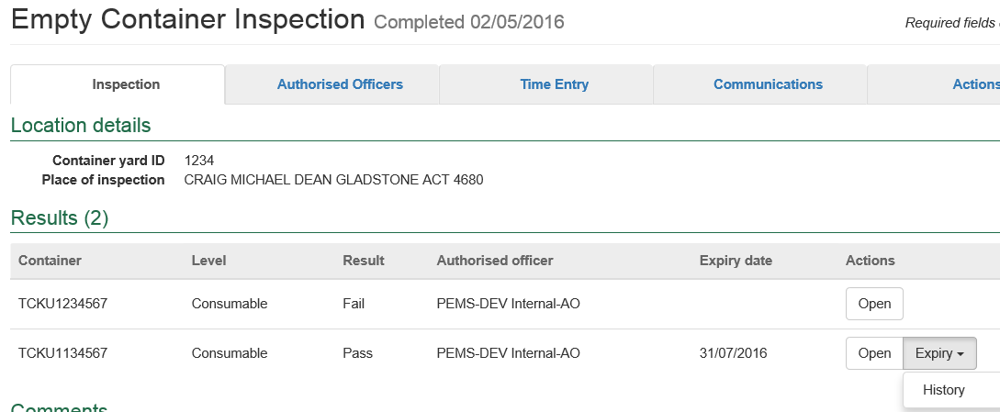 Empty Container Inspection Completed 02/05/2016
Required fields
Inspection Authorised Officers Time Entry Communications Actions
Location details
Container yard ID 1234
Place of inspection CRAIG MICHAEL DEAN GLADSTONE ACT 4680
Results (2)
Container Level Result Authorised officer Expiry date Actions
TCKU1234567 Consumable Fail PEMS-DEV Internal-AO Open
TCKU1134567 Consumable Pass PEMS-DEV Internal-AO 31/07/2016 Open Expiry
History
Comments